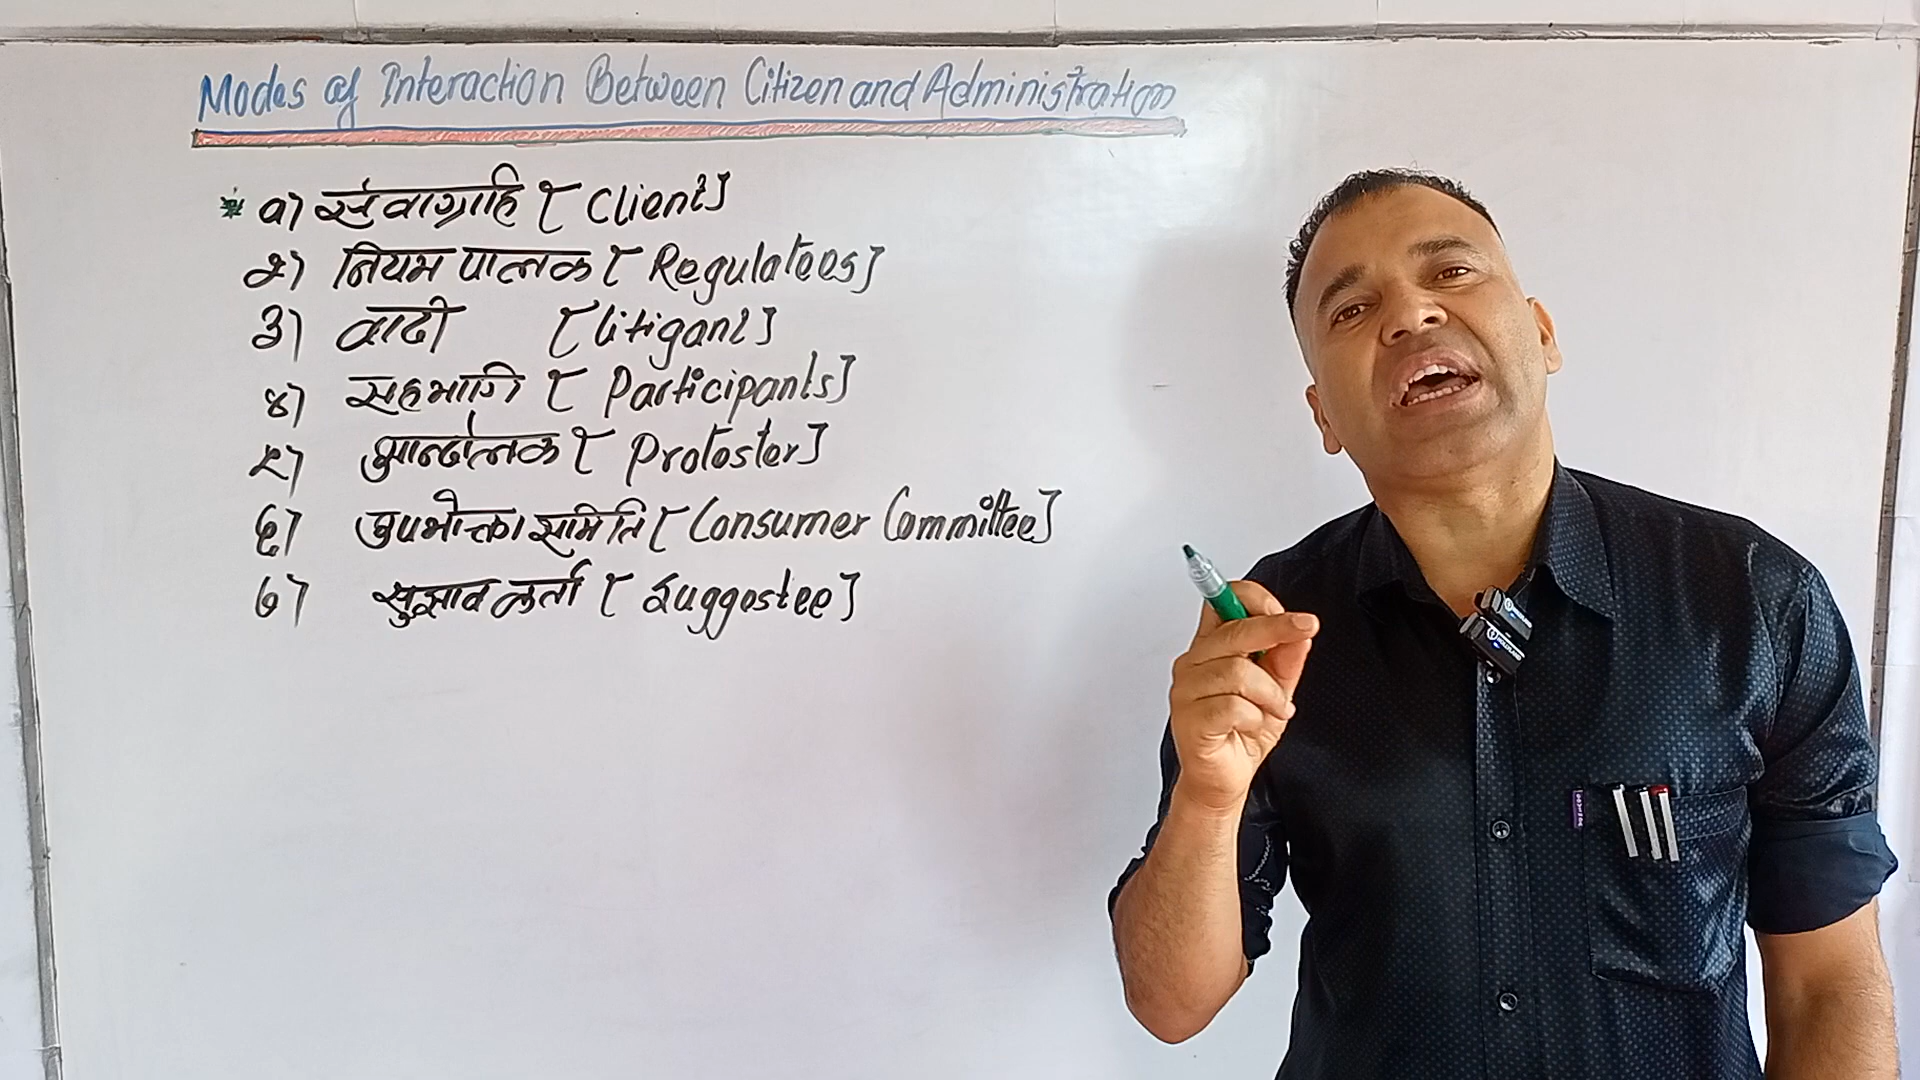 Modes of Interaction Between Citizen and Administration
* १) सेवाग्राहि [Client]
२) नियम पालक [Regulatees]
३) वादी [Litigant]
४) सहभागि [Participants]
५) आन्दोलक [Protester]
६) उपभोक्ता समिति [Consumer Committee]
७) सुझाव कर्ता [Suggestee]